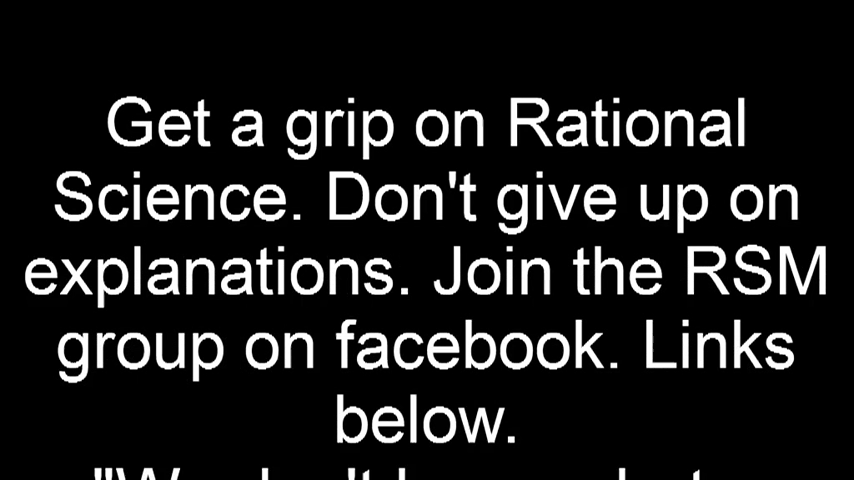 Get a grip on Rational
Science. Don't give up on
explanations. Join the RSM
group on facebook. Links
below.